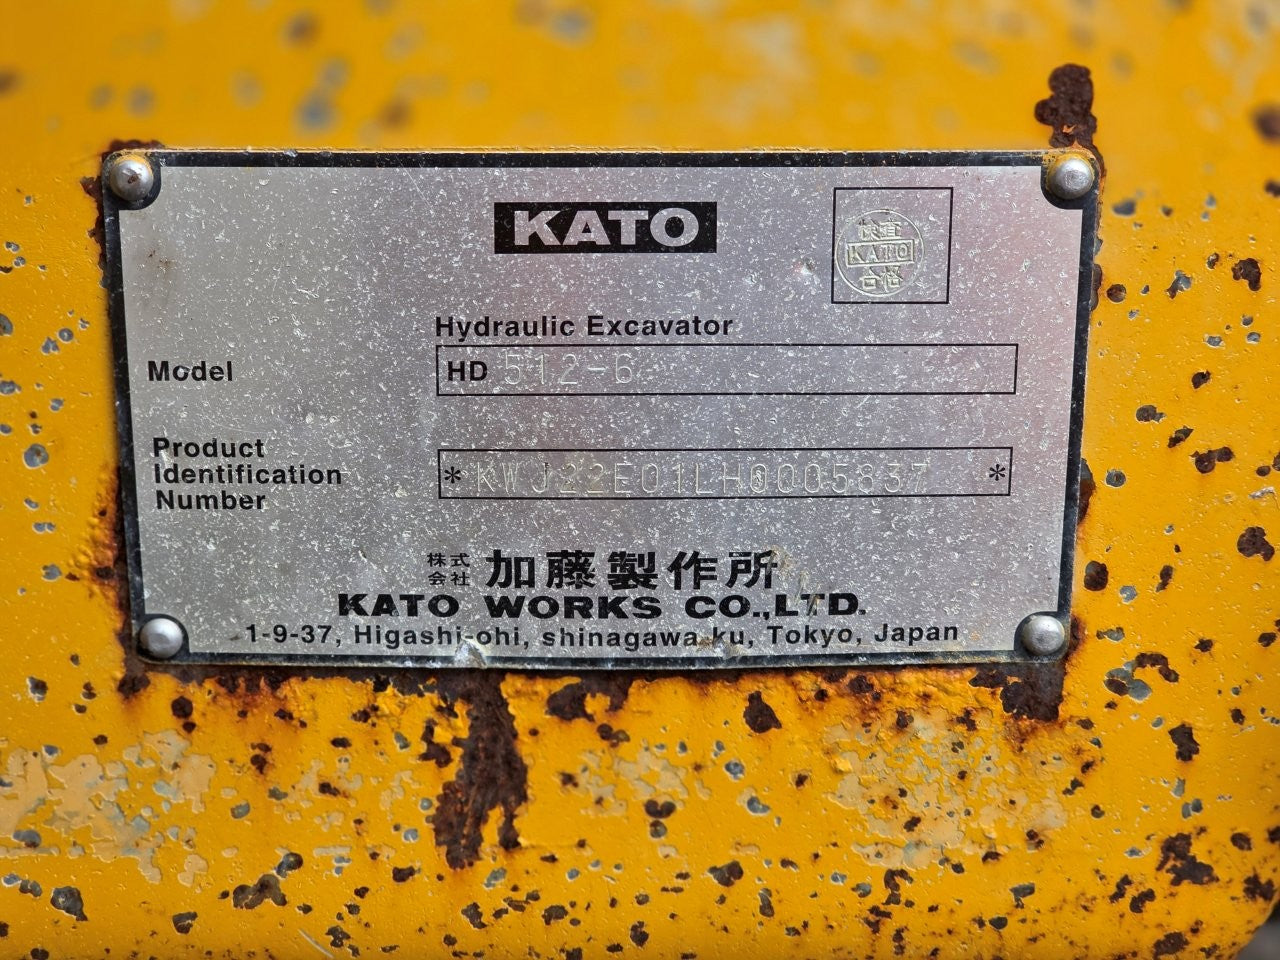 KATO
検査
KATO
合格
Hydraulic Excavator
Model HD 512-6
Product
Identification
Number
* KWJ22E01LH0005837 *
株式
会社 加藤製作所
KATO WORKS CO.,LTD.
1-9-37, Higashi-ohi, shinagawa-ku, Tokyo, Japan